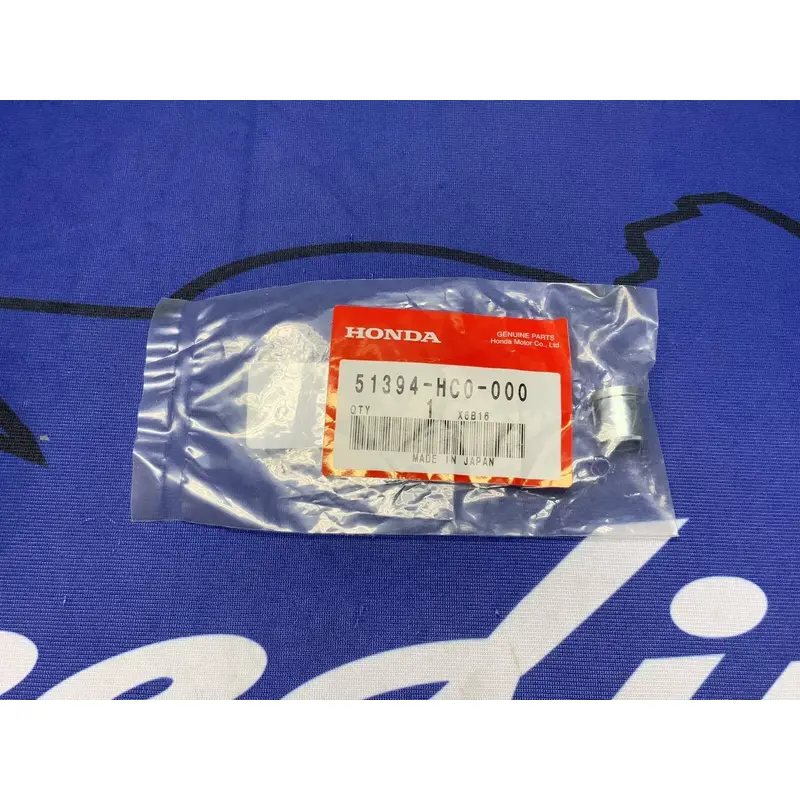 HONDA
GENUINE PARTS
Honda Motor Co., Ltd
51394-HC0-000
QTY 1 X6B16
MADE IN JAPAN